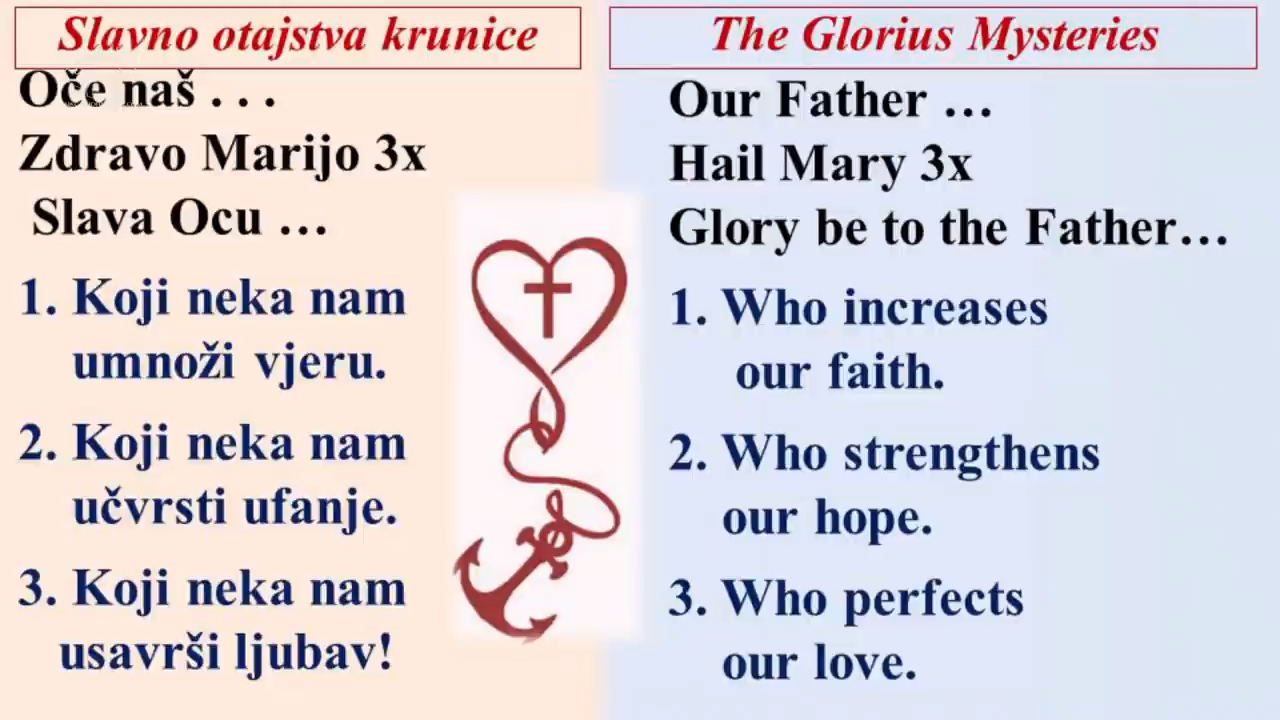 Slavno otajstva krunice
Oče naš . . .
Zdravo Marijo 3x
Slava Ocu …
1. Koji neka nam
umnoži vjeru.
2. Koji neka nam
učvrsti ufanje.
3. Koji neka nam
usavrši ljubav!
The Glorius Mysteries
Our Father …
Hail Mary 3x
Glory be to the Father…
1. Who increases
our faith.
2. Who strengthens
our hope.
3. Who perfects
our love.